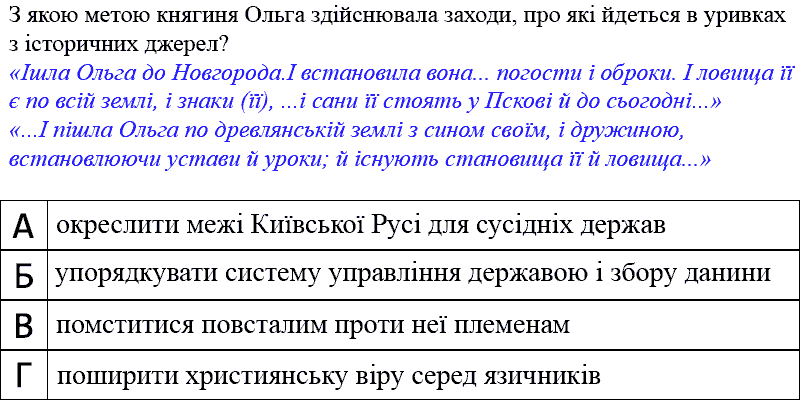 З якою метою княгиня Ольга здійснювала заходи, про які йдеться в уривках
з історичних джерел?
«Ішла Ольга до Новгорода.І встановила вона... погости і оброки. І ловища її
є по всій землі, і знаки (її), ...і сани її стоять у Пскові й до сьогодні...»
«...І пішла Ольга по древлянській землі з сином своїм, і дружиною,
встановлюючи устави й уроки; й існують становища її й ловища...»
А окреслити межі Київської Русі для сусідніх держав
Б упорядкувати систему управління державою і збору данини
В помститися повсталим проти неї племенам
Г поширити християнську віру серед язичників